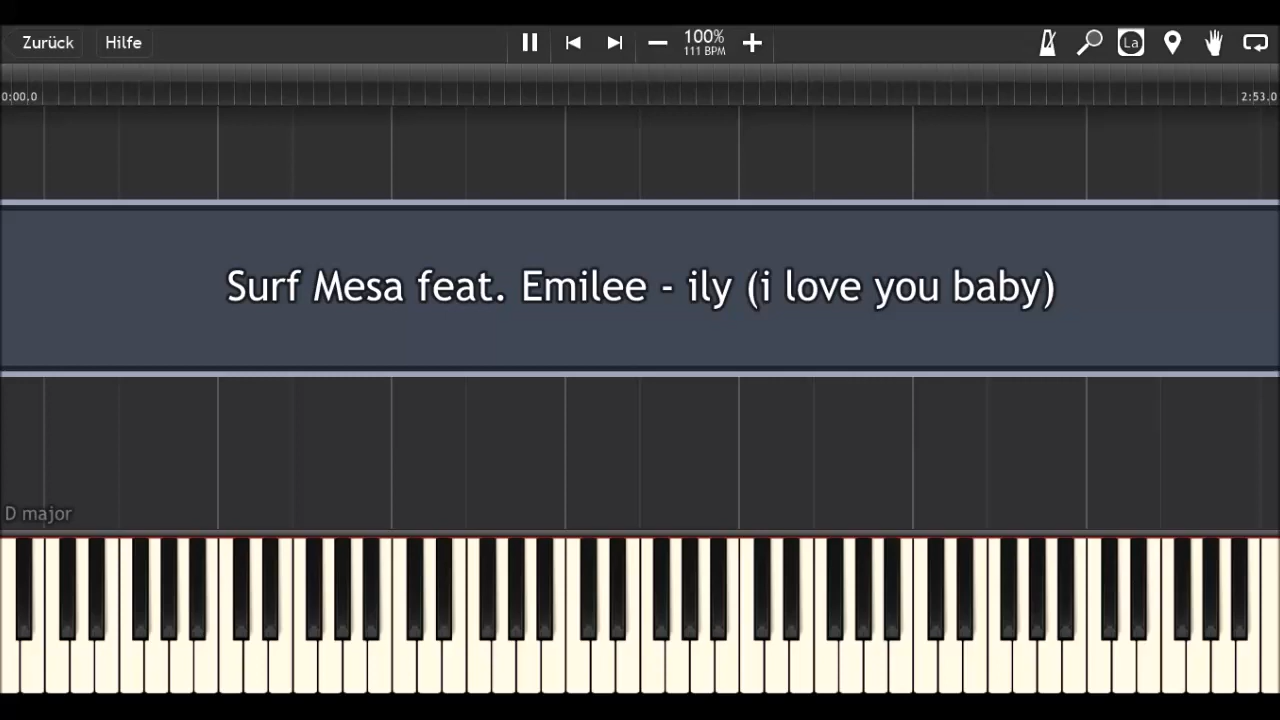 Zurück Hilfe 100% La
111 BPM
0:00,0 2:53,0
Surf Mesa feat. Emilee - ily (i love you baby)
D major